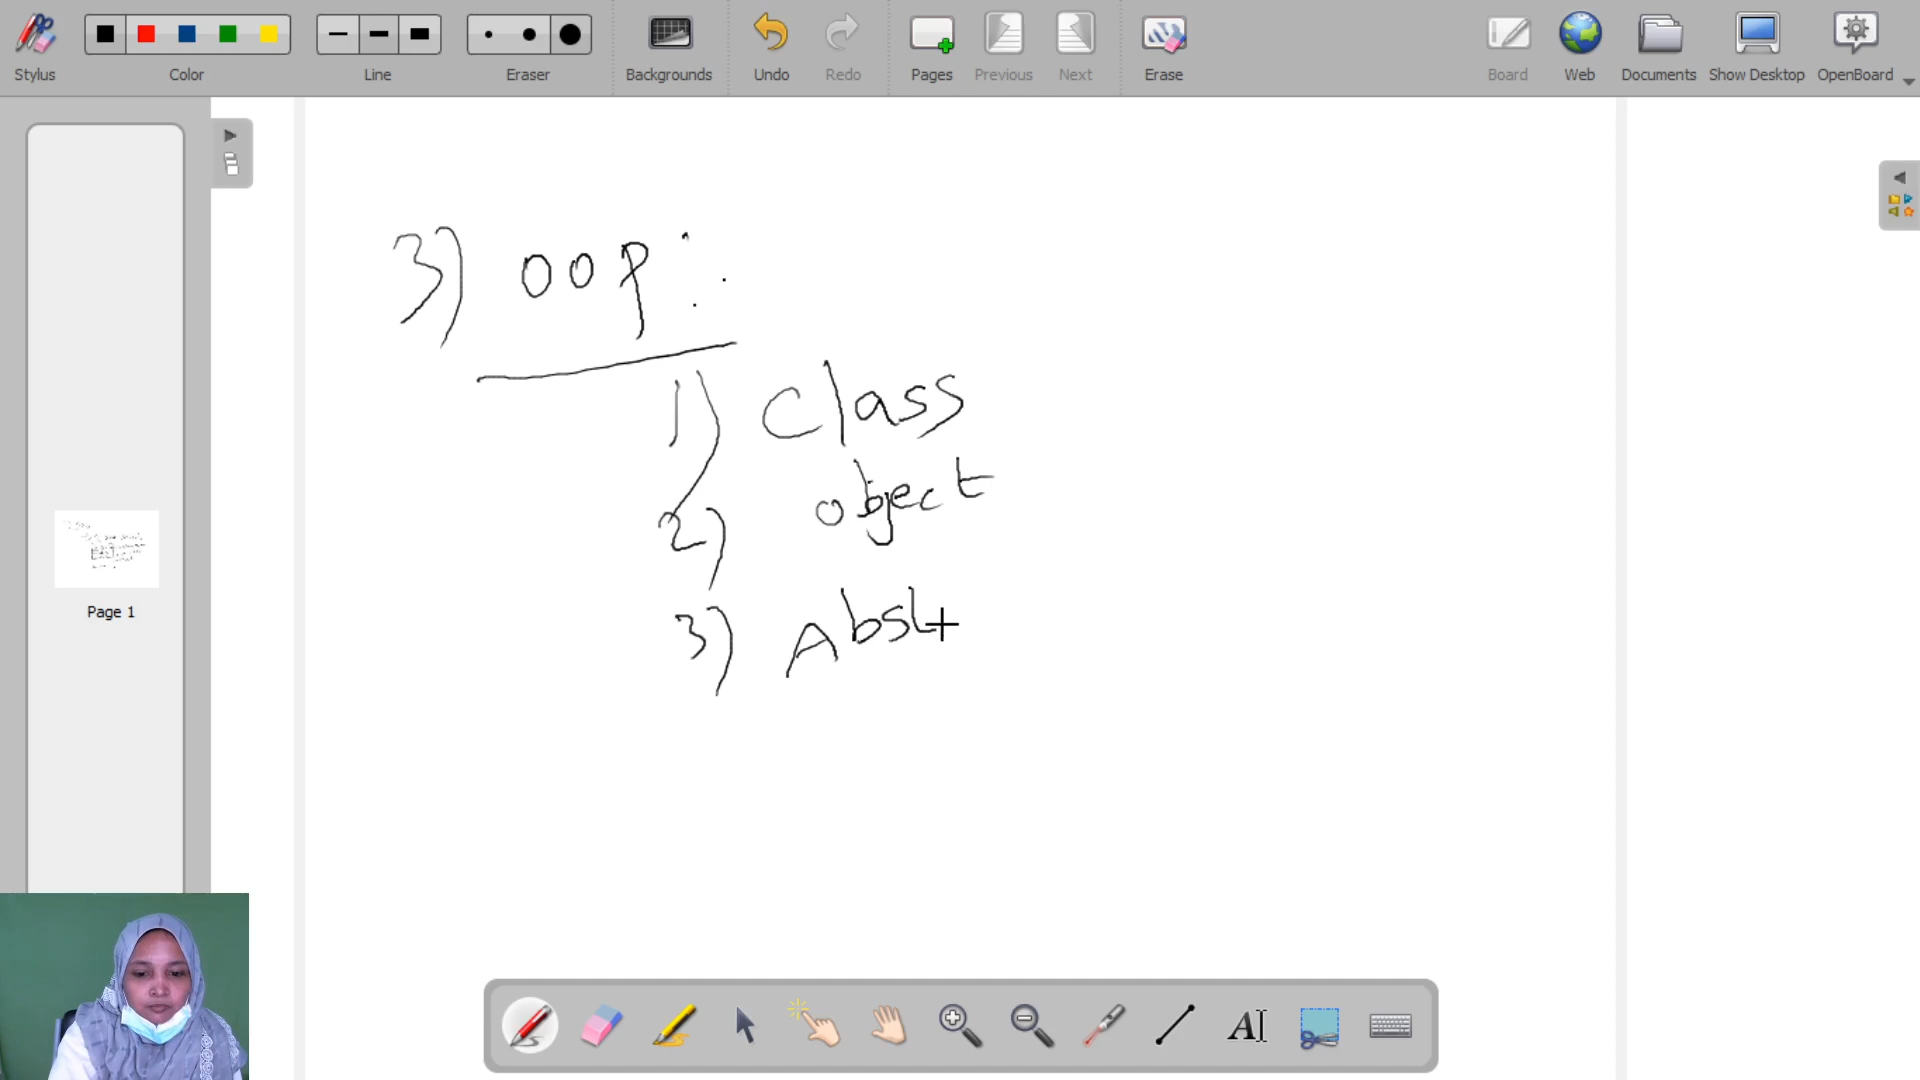 Stylus Color Line Eraser Backgrounds Undo Redo Pages Previous Next Erase Board Web Documents Show Desktop OpenBoard
3) OOP :
1) Class
2) object
3) Abst
Page 1